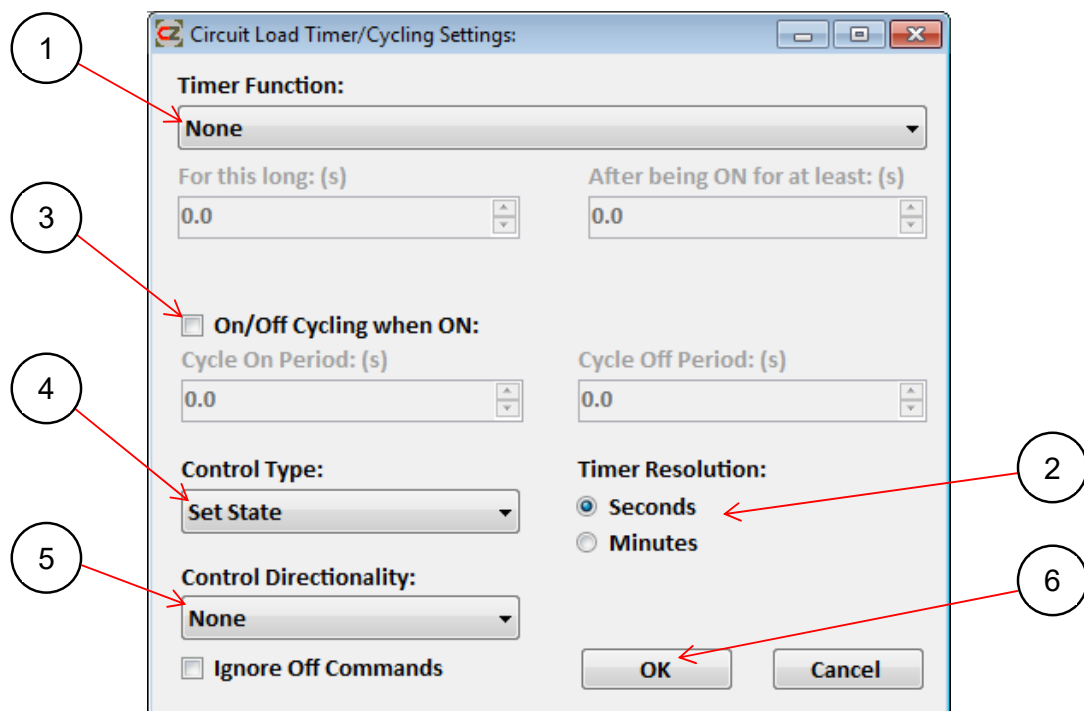 CZ Circuit Load Timer/Cycling Settings:
1
Timer Function:
None
For this long: (s) After being ON for at least: (s)
0.0 0.0
3
On/Off Cycling when ON:
Cycle On Period: (s) Cycle Off Period: (s)
4
0.0 0.0
Control Type: Timer Resolution:
2
Set State Seconds
Minutes
5
Control Directionality:
6
None
Ignore Off Commands OK Cancel